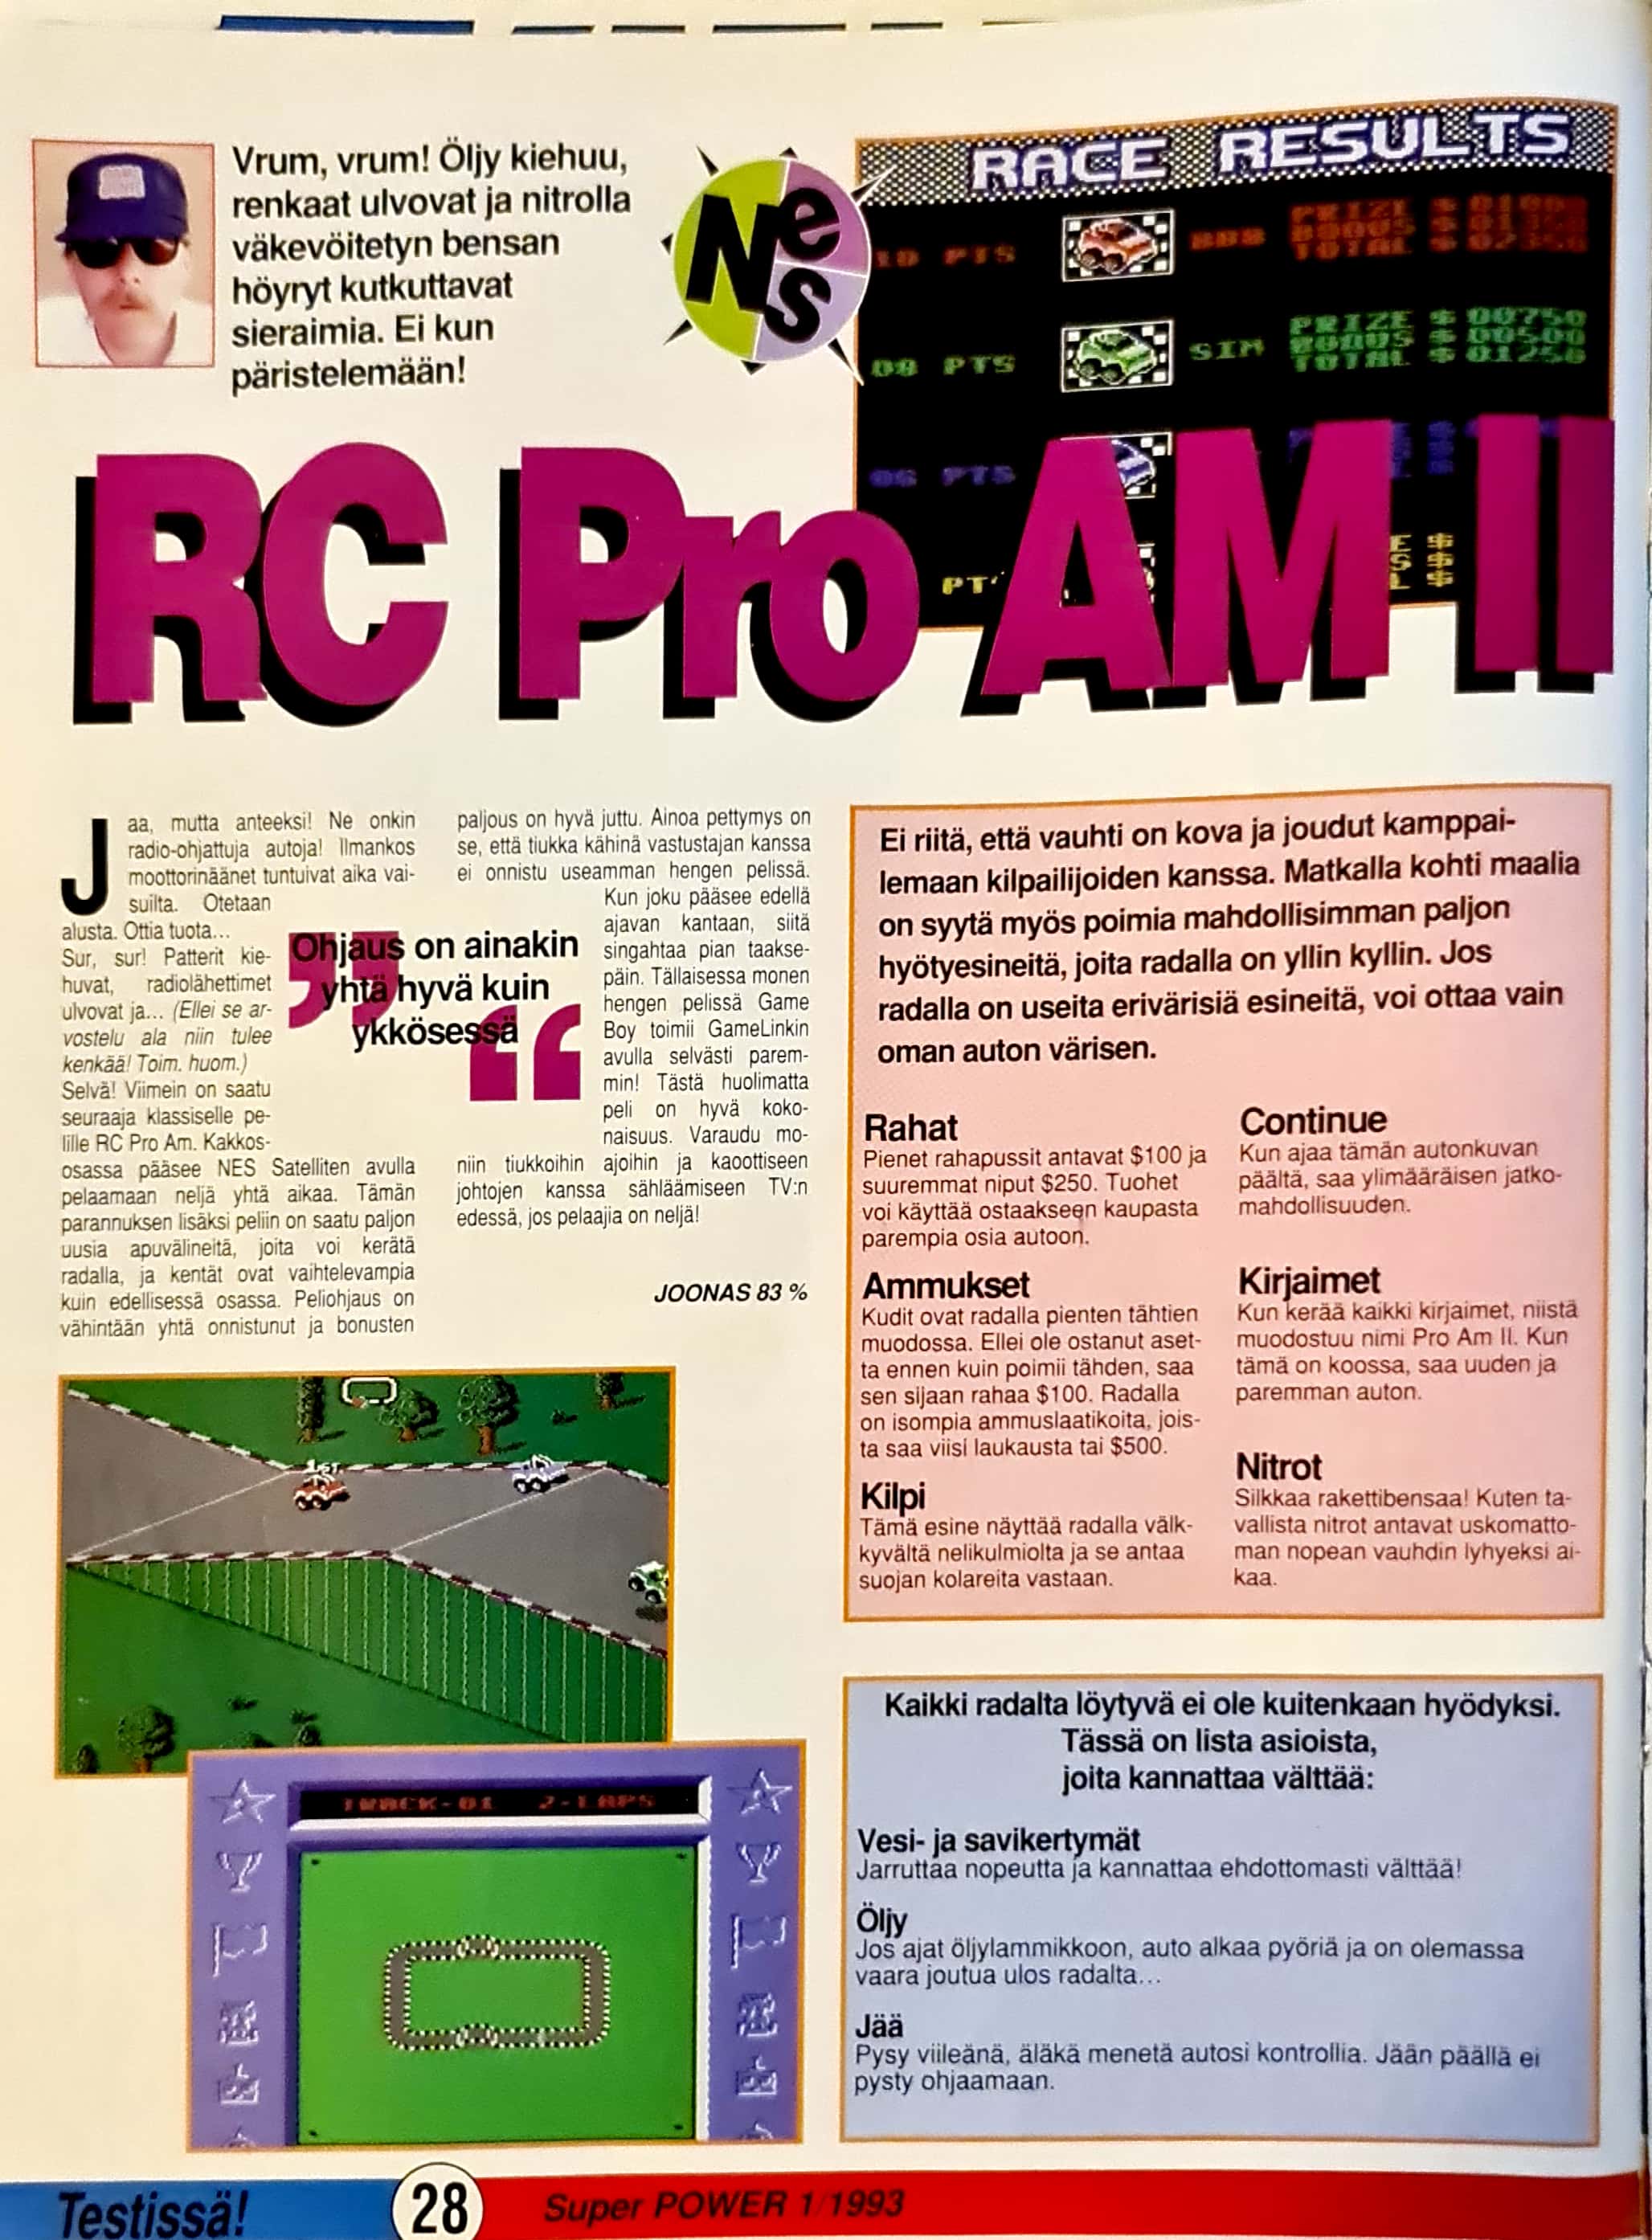 Vrum, vrum! Öljy kiehuu,
renkaat ulvovat ja nitrolla
väkevöitetyn bensan
höyryt kutkuttavat
sieraimia. Ei kun
päristelemään!
NeS
RACE RESULTS
10 PTS
PRIZE $
TOTAL $
08 PTS SIM
PRIZE $ 00750
$ 00500
TOTAL $ 01250
06 PTS
RC Pro AM II
Jaa, mutta anteeksi! Ne onkin
radio-ohjattuja autoja! Ilmankos
moottorinäänet tuntuivat aika vai-
suilta. Otetaan
alusta. Ottia tuota...
Sur, sur! Patterit kie-
huvat, radiolähettimet
ulvovat ja... (Ellei se ar-
vostelu ala niin tulee
kenkää! Toim. huom.)
Selvä! Viimein on saatu
seuraaja klassiselle pe-
lille RC Pro Am. Kakkos-
osassa pääsee NES Satelliten avulla
pelaamaan neljä yhtä aikaa. Tämän
parannuksen lisäksi peliin on saatu paljon
uusia apuvälineitä, joita voi kerätä
radalla, ja kentät ovat vaihtelevampia
kuin edellisessä osassa. Peliohjaus on
vähintään yhtä onnistunut ja bonusten
” Ohjaus on ainakin
yhtä hyvä kuin
ykkösessä “
paljous on hyvä juttu. Ainoa pettymys on
se, että tiukka kähinä vastustajan kanssa
ei onnistu useamman hengen pelissä.
Kun joku pääsee edellä
ajavan kantaan, siitä
singahtaa pian taakse-
päin. Tällaisessa monen
hengen pelissä Game
Boy toimii GameLinkin
avulla selvästi parem-
min! Tästä huolimatta
peli on hyvä koko-
naisuus. Varaudu mo-
niin tiukkoihin ajoihin ja kaoottiseen
johtojen kanssa sähläämiseen TV:n
edessä, jos pelaajia on neljä!
JOONAS 83 %
Ei riitä, että vauhti on kova ja joudut kamppai-
lemaan kilpailijoiden kanssa. Matkalla kohti maalia
on syytä myös poimia mahdollisimman paljon
hyötyesineitä, joita radalla on yllin kyllin. Jos
radalla on useita erivärisiä esineitä, voi ottaa vain
oman auton värisen.
Rahat
Pienet rahapussit antavat $100 ja
suuremmat niput $250. Tuohet
voi käyttää ostaakseen kaupasta
parempia osia autoon.
Ammukset
Kudit ovat radalla pienten tähtien
muodossa. Ellei ole ostanut aset-
ta ennen kuin poimii tähden, saa
sen sijaan rahaa $100. Radalla
on isompia ammuslaatikoita, jois-
ta saa viisi laukausta tai $500.
Kilpi
Tämä esine näyttää radalla välk-
kyvältä nelikulmiolta ja se antaa
suojan kolareita vastaan.
Continue
Kun ajaa tämän autonkuvan
päältä, saa ylimääräisen jatko-
mahdollisuuden.
Kirjaimet
Kun kerää kaikki kirjaimet, niistä
muodostuu nimi Pro Am II. Kun
tämä on koossa, saa uuden ja
paremman auton.
Nitrot
Silkkaa rakettibensaa! Kuten ta-
vallista nitrot antavat uskomatto-
man nopean vauhdin lyhyeksi ai-
kaa.
1ST
TRACK-01 2-LAPS
Kaikki radalta löytyvä ei ole kuitenkaan hyödyksi.
Tässä on lista asioista,
joita kannattaa välttää:
Vesi- ja savikertymät
Jarruttaa nopeutta ja kannattaa ehdottomasti välttää!
Öljy
Jos ajat öljylammikkoon, auto alkaa pyöriä ja on olemassa
vaara joutua ulos radalta...
Jää
Pysy viileänä, äläkä menetä autosi kontrollia. Jään päällä ei
pysty ohjaamaan.
Testissä!
28
Super POWER 1/1993